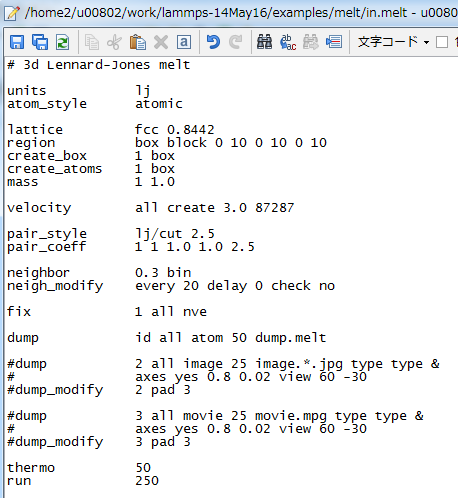 /home2/u00802/work/lammps-14May16/examples/melt/in.melt - u0080
文字コード
# 3d Lennard-Jones melt
units lj
atom_style atomic
lattice fcc 0.8442
region box block 0 10 0 10 0 10
create_box 1 box
create_atoms 1 box
mass 1 1.0
velocity all create 3.0 87287
pair_style lj/cut 2.5
pair_coeff 1 1 1.0 1.0 2.5
neighbor 0.3 bin
neigh_modify every 20 delay 0 check no
fix 1 all nve
dump id all atom 50 dump.melt
#dump 2 all image 25 image.*.jpg type type &
# axes yes 0.8 0.02 view 60 -30
#dump_modify 2 pad 3
#dump 3 all movie 25 movie.mpg type type &
# axes yes 0.8 0.02 view 60 -30
#dump_modify 3 pad 3
thermo 50
run 250